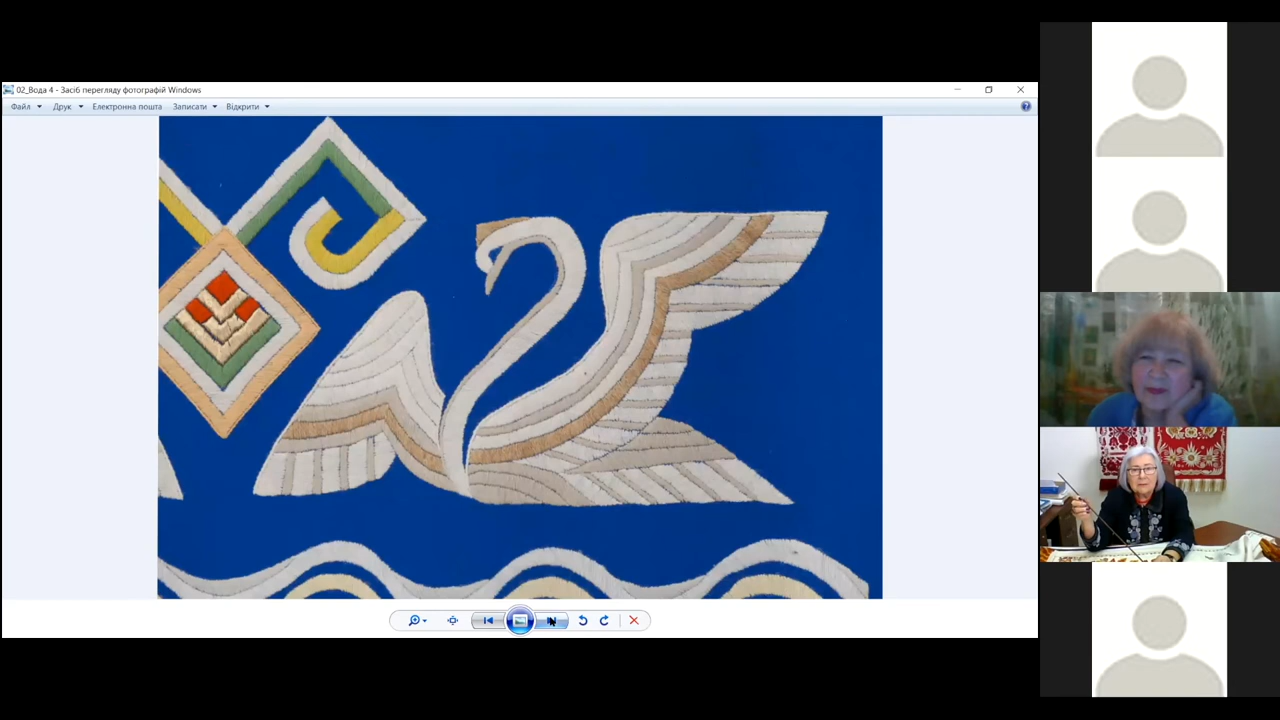 02_Вода 4 - Засіб перегляду фотографій Windows
Файл Друк Електронна пошта Записати Відкрити